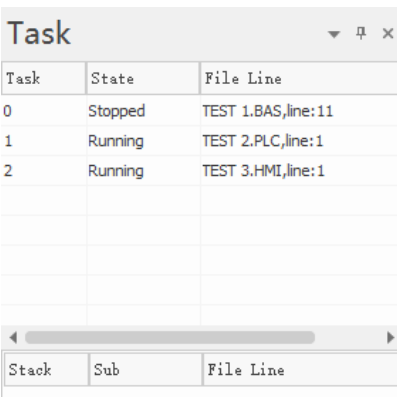 Task
Task State File Line
0 Stopped TEST 1.BAS,line:11
1 Running TEST 2.PLC,line:1
2 Running TEST 3.HMI,line:1
Stack Sub File Line